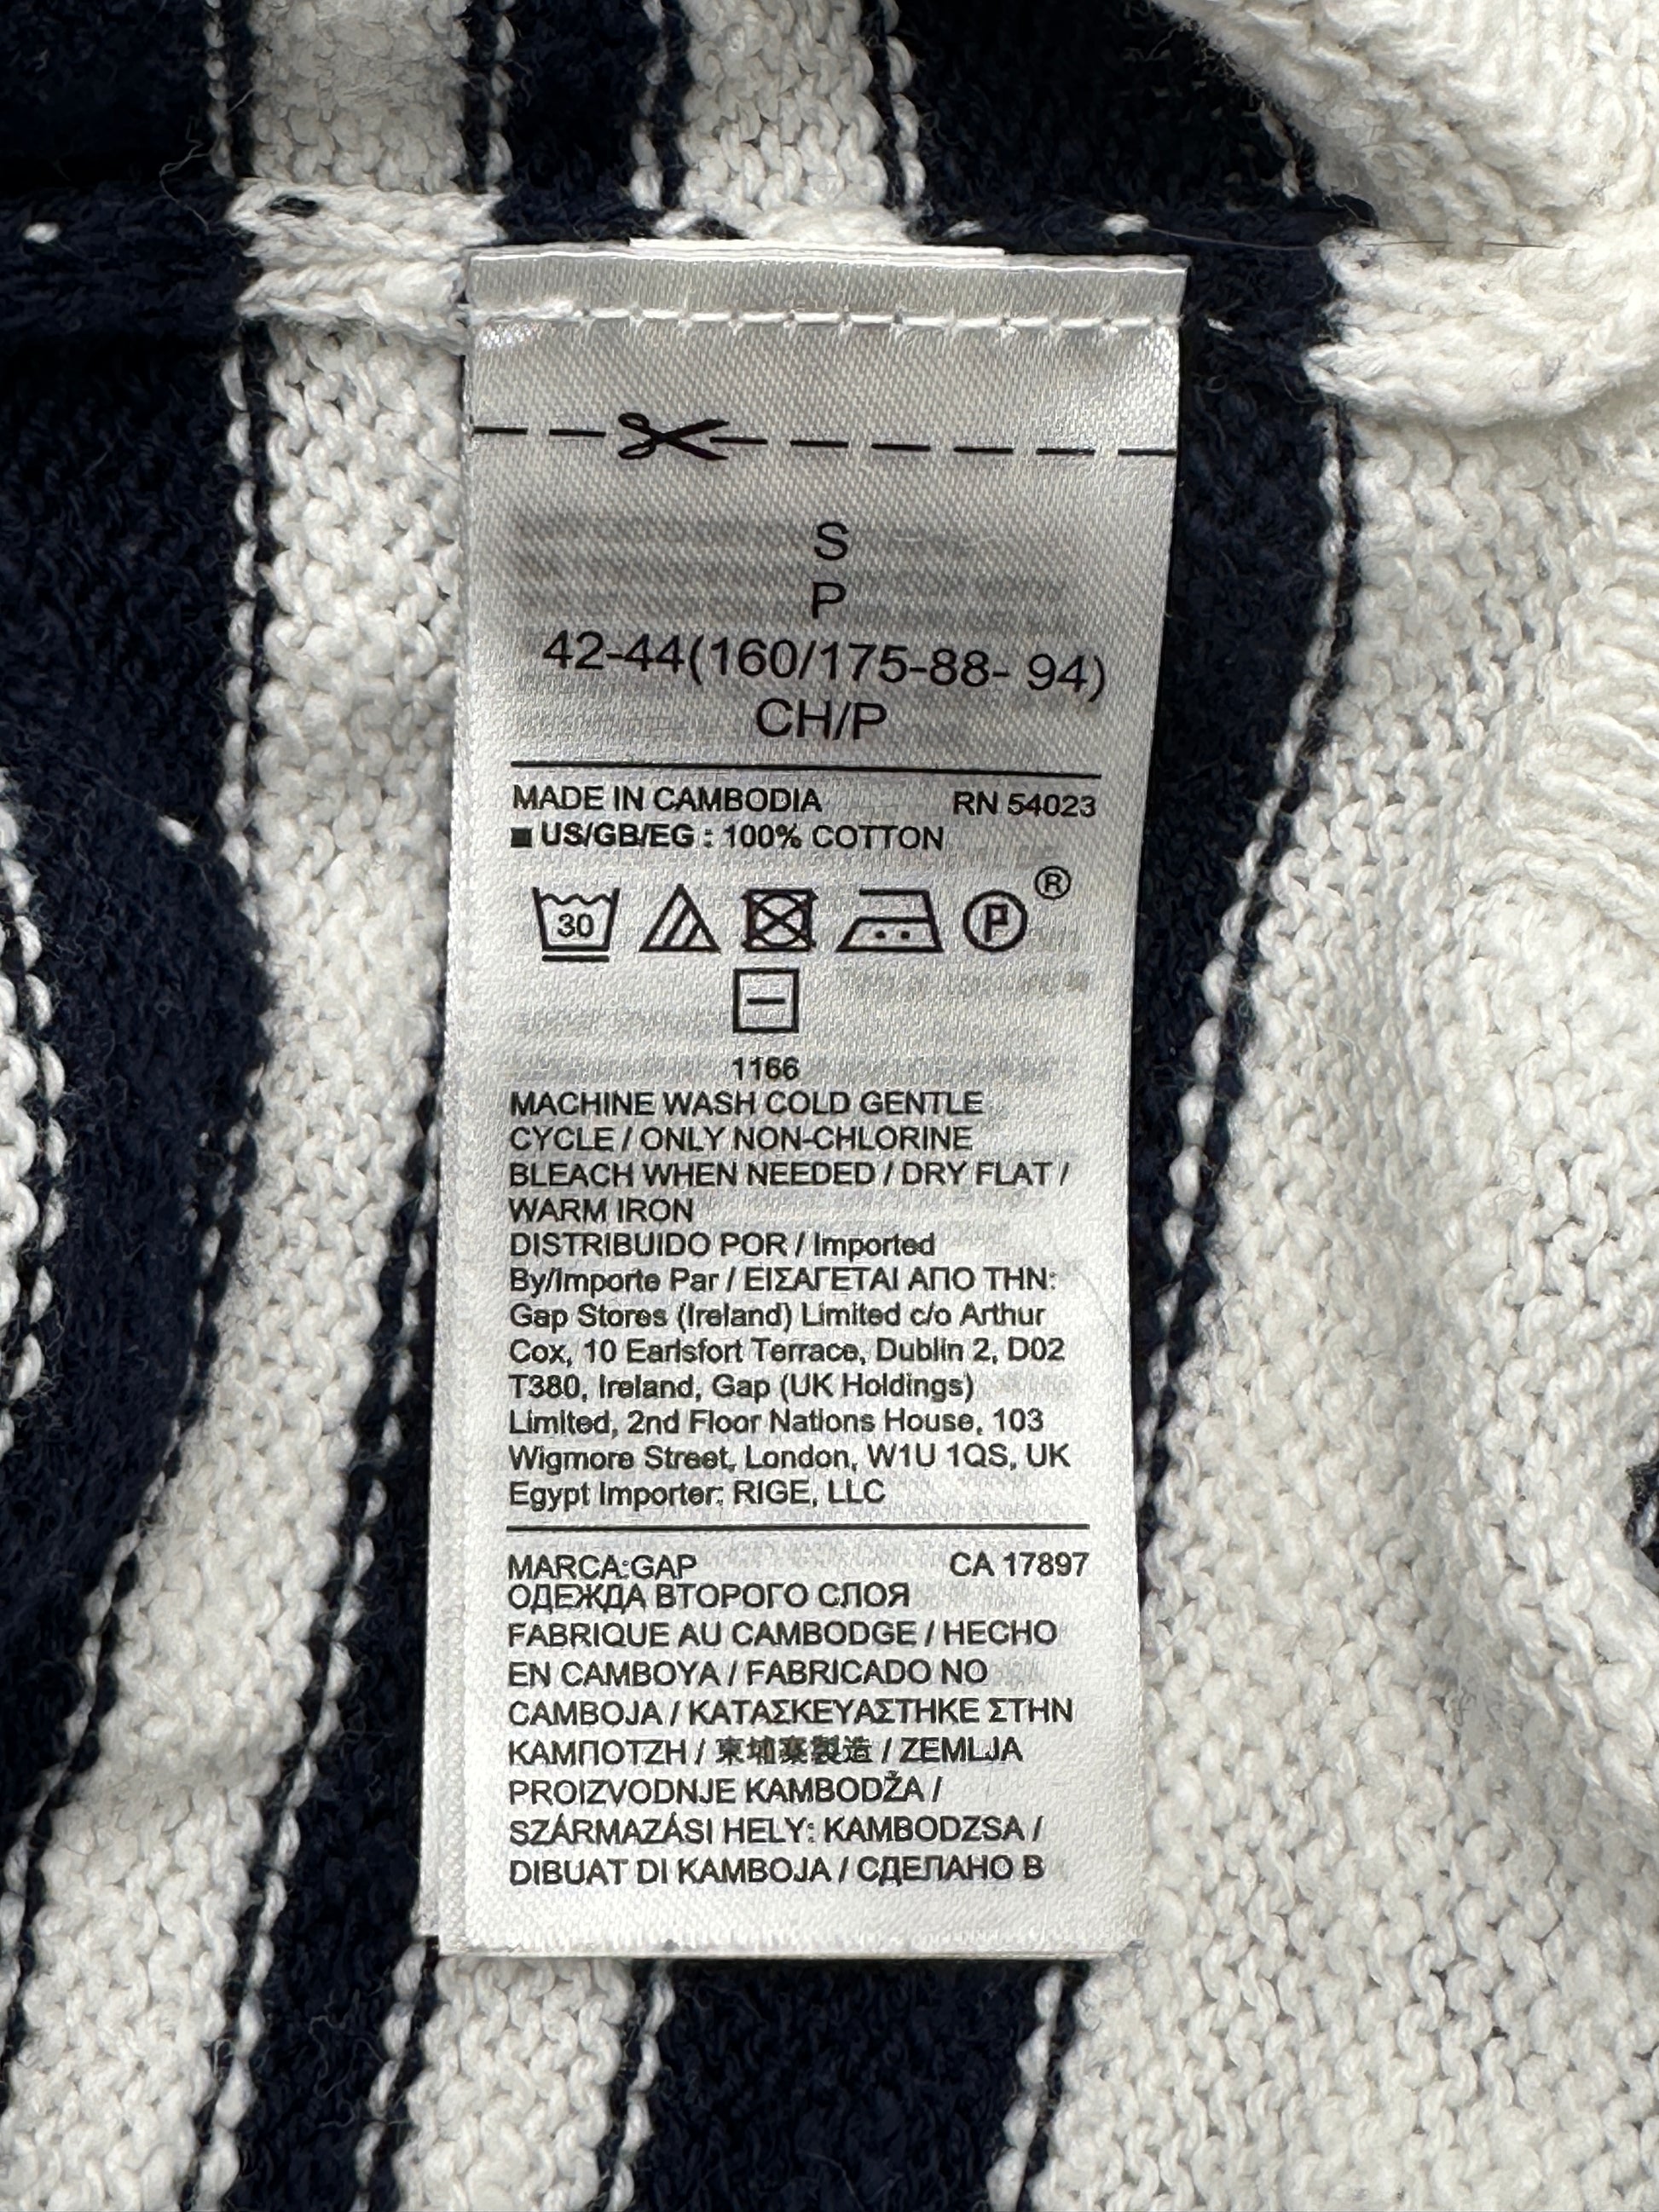 S
P
42-44(160/175-88- 94)
CH/P
MADE IN CAMBODIA RN 54023
■ US/GB/EG : 100% COTTON
30 P ®
1166
MACHINE WASH COLD GENTLE
CYCLE / ONLY NON-CHLORINE
BLEACH WHEN NEEDED / DRY FLAT /
WARM IRON
DISTRIBUIDO POR / Imported
By/Importe Par / ΕΙΣΑΓΕΤΑΙ ΑΠΟ ΤΗΝ:
Gap Stores (Ireland) Limited c/o Arthur
Cox, 10 Earlsfort Terrace, Dublin 2, D02
T380, Ireland, Gap (UK Holdings)
Limited, 2nd Floor Nations House, 103
Wigmore Street, London, W1U 1QS, UK
Egypt Importer: RIGE, LLC
MARCA:GAP CA 17897
ОДЕЖДА ВТОРОГО СЛОЯ
FABRIQUE AU CAMBODGE / HECHO
EN CAMBOYA / FABRICADO NO
CAMBOJA / ΚΑΤΑΣΚΕΥΑΣΤΗΚΕ ΣΤΗΝ
ΚΑΜΠΟΤΖΗ / 柬埔寨製造 / ZEMLJA
PROIZVODNJE KAMBODŽA /
SZÁRMAZÁSI HELY: KAMBODZSA /
DIBUAT DI KAMBOJA / СДЕЛАНО В